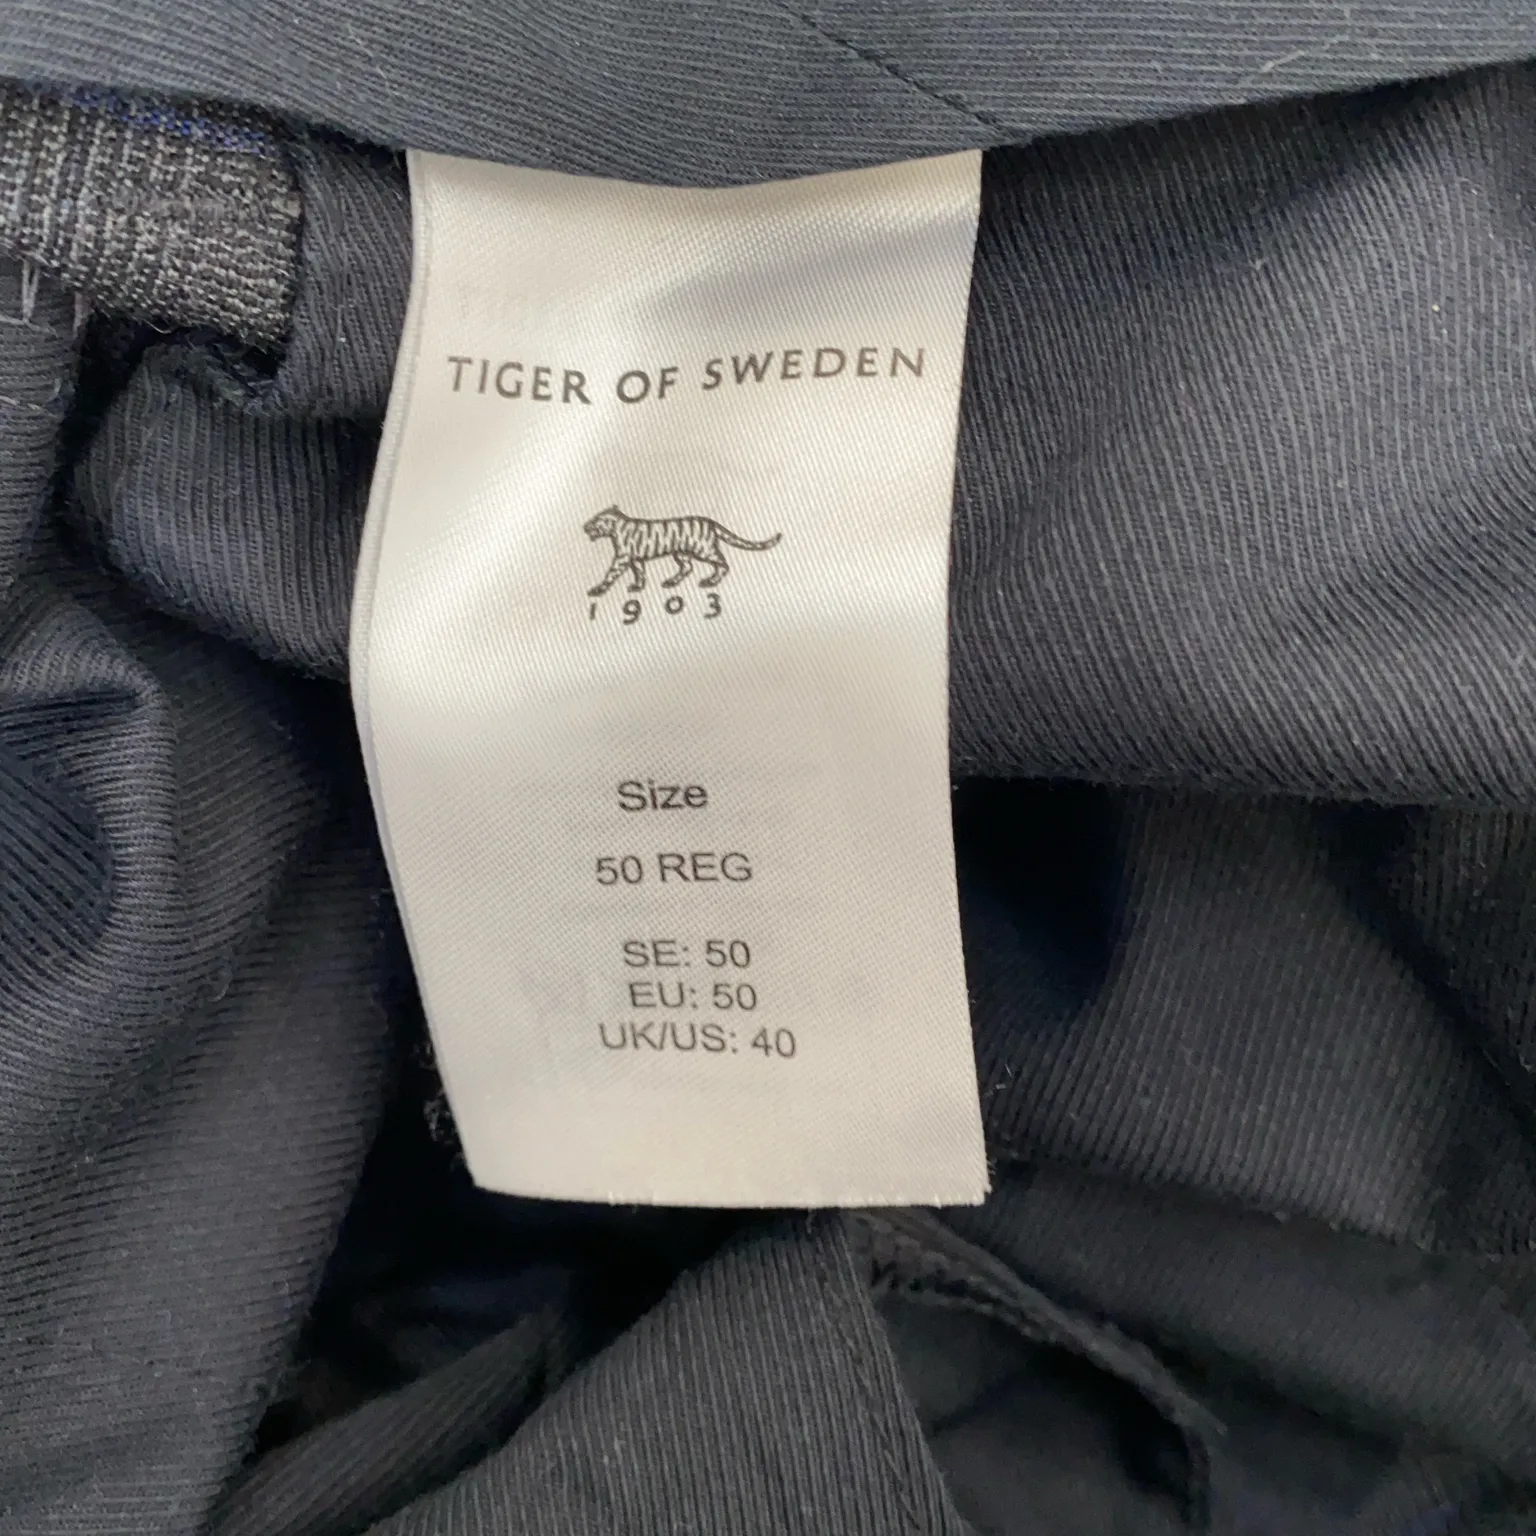 TIGER OF SWEDEN
1903
Size
50 REG
SE: 50
EU: 50
UK/US: 40